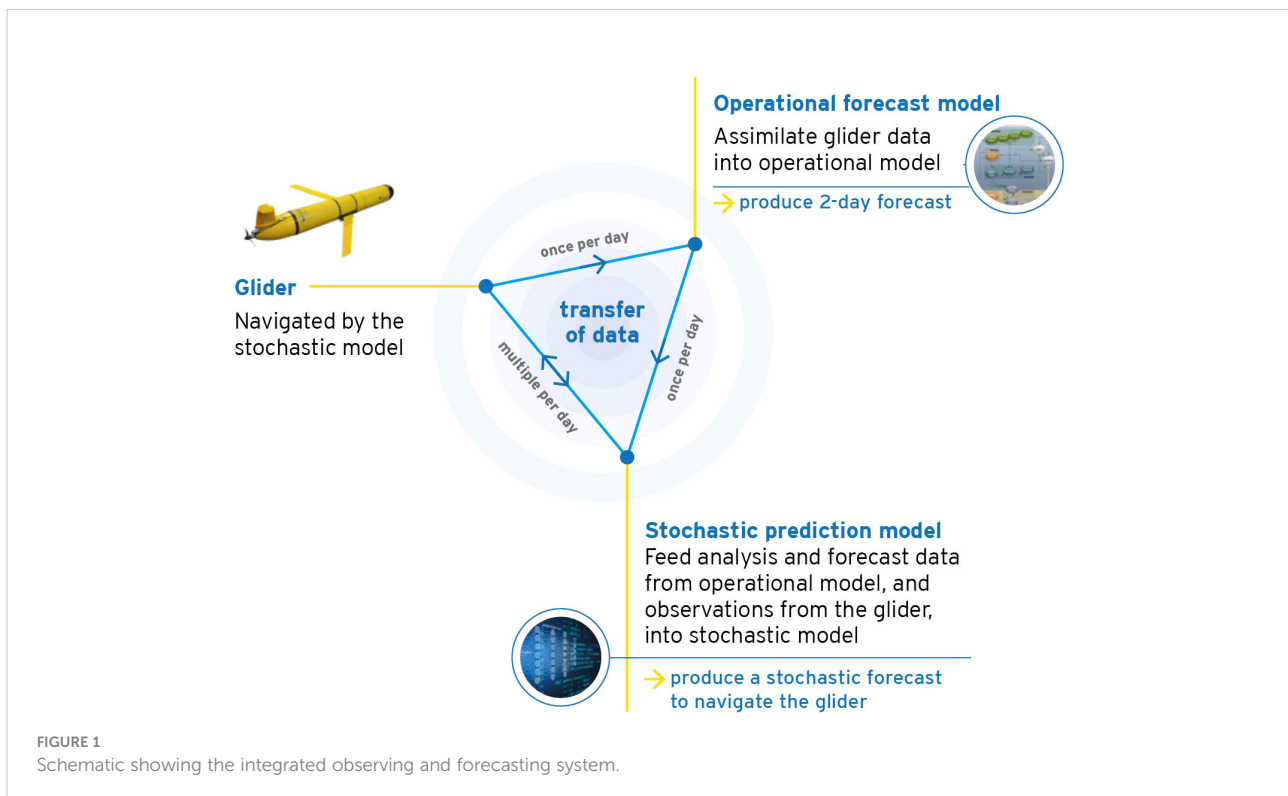 Operational forecast model
Assimilate glider data
into operational model
→ produce 2-day forecast
once per day
Glider
Navigated by the
stochastic model
transfer
of data
multiple per day
once per day
Stochastic prediction model
Feed analysis and forecast data
from operational model, and
observations from the glider,
into stochastic model
→ produce a stochastic forecast
to navigate the glider
FIGURE 1
Schematic showing the integrated observing and forecasting system.